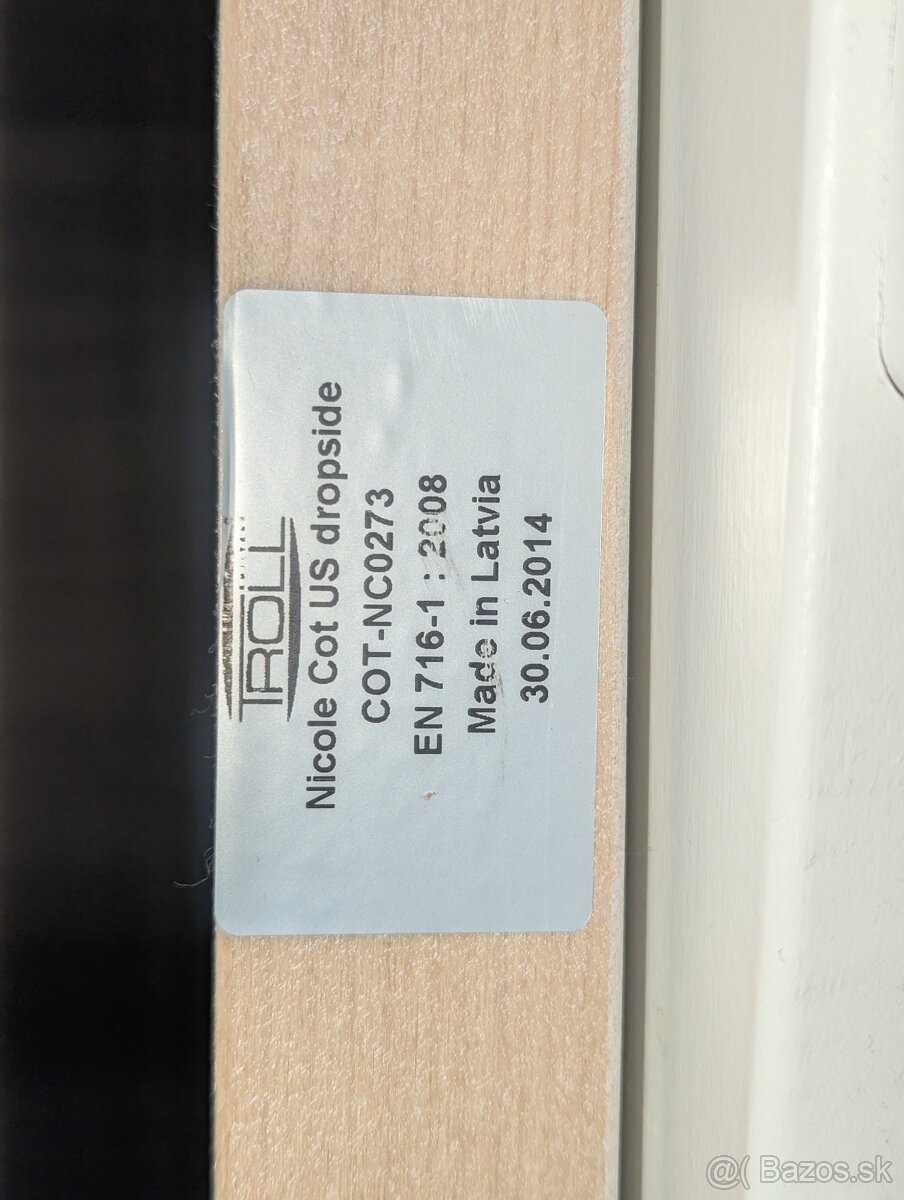 TROLL
Nicole Cot US dropside
COT-NC0273
EN 716-1 : 2008
Made in Latvia
30.06.2014
@( Bazos.sk